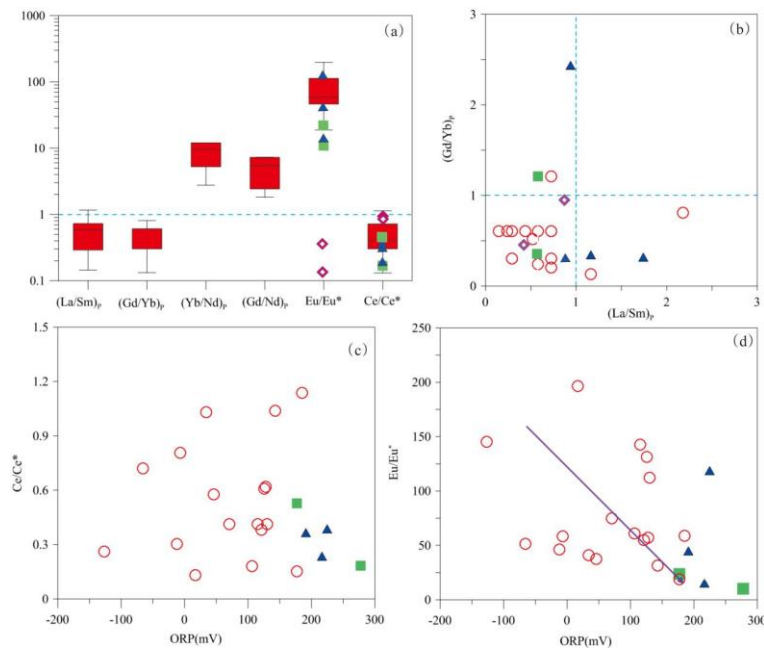 (a)
1000
100
10
1
0.1
(La/Sm)P (Gd/Yb)P (Yb/Nd)P (Gd/Nd)P Eu/Eu* Ce/Ce*
(b)
(Gd/Yb)P
3
2
1
0
0 1 2 3
(La/Sm)P
(c)
Ce/Ce*
1.5
1.2
0.9
0.6
0.3
0
-200 -100 0 100 200 300
ORP(mV)
(d)
Eu/Eu*
250
200
150
100
50
0
-200 -100 0 100 200 300
ORP(mV)